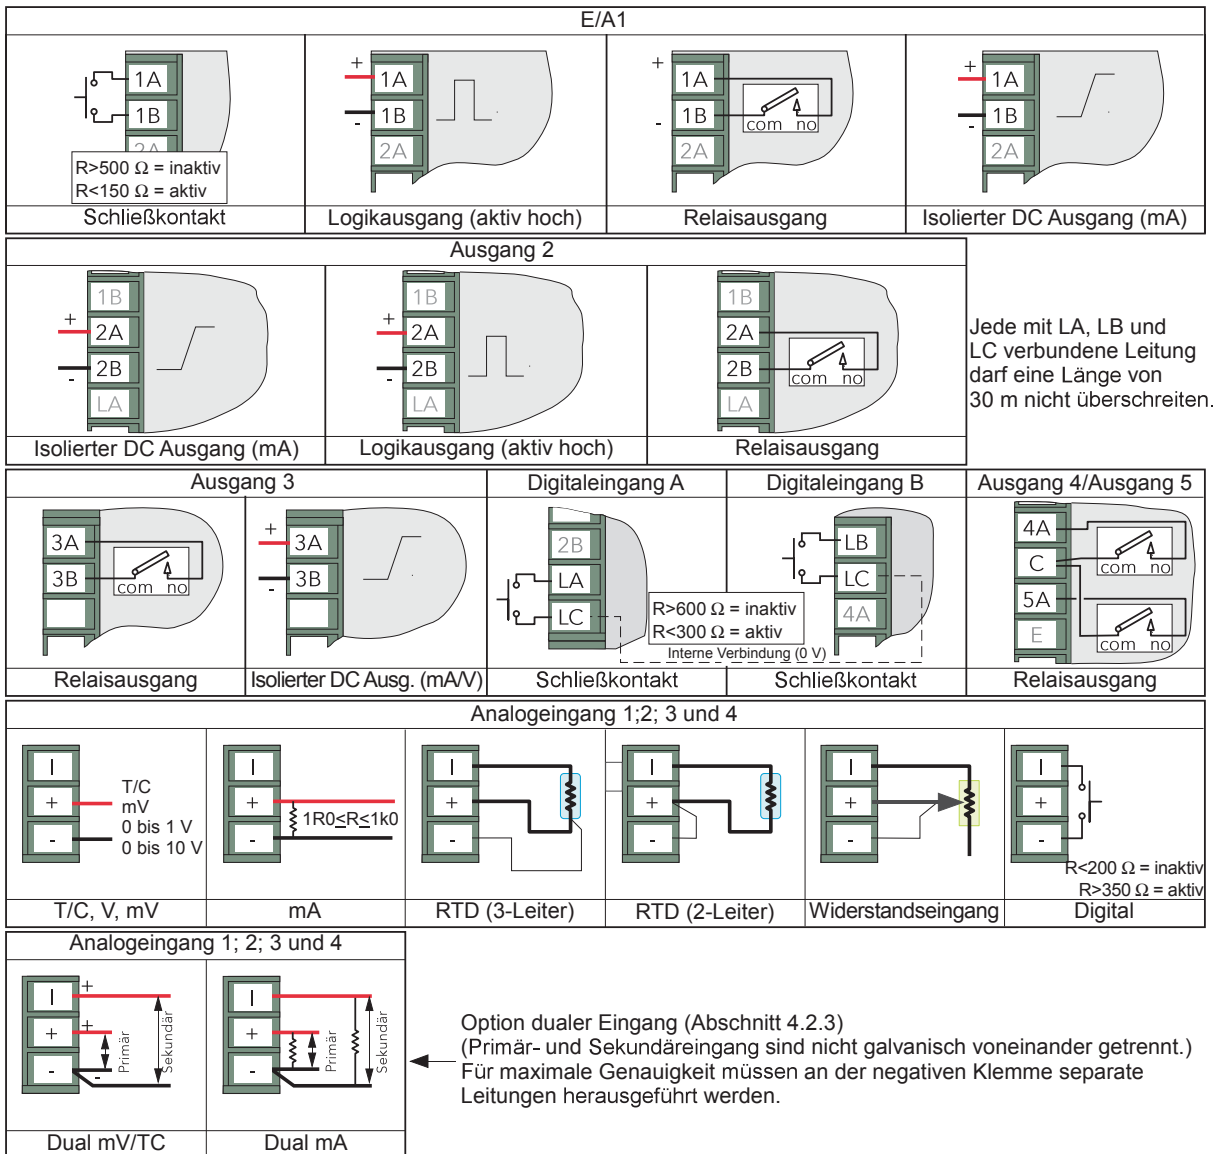 E/A1
1A
1B
2A
R>500 Ω = inaktiv
R<150 Ω = aktiv
Schließkontakt
+
1A
1B
-
2A
Logikausgang (aktiv hoch)
+
1A
1B
-
com no
2A
Relaisausgang
+
1A
1B
-
2A
Isolierter DC Ausgang (mA)
Ausgang 2
1B
+
2A
2B
-
LA
Isolierter DC Ausgang (mA)
1B
+
2A
2B
-
LA
Logikausgang (aktiv hoch)
1B
2A
2B
com no
LA
Relaisausgang
Jede mit LA, LB und
LC verbundene Leitung
darf eine Länge von
30 m nicht überschreiten.
Ausgang 3
3A
3B
com no
Relaisausgang
+
3A
3B
-
Isolierter DC Ausg. (mA/V)
Digitaleingang A
2B
LA
LC
R>600 Ω = inaktiv
R<300 Ω = aktiv
Interne Verbindung (0 V)
Schließkontakt
Digitaleingang B
LB
LC
4A
Schließkontakt
Ausgang 4/Ausgang 5
4A
C
com no
5A
E
com no
Relaisausgang
Analogeingang 1;2; 3 und 4
I
+
-
T/C
mV
0 bis 1 V
0 bis 10 V
T/C, V, mV
I
+
-
1R0≤R≤1k0
mA
I
+
-
RTD (3-Leiter)
I
+
-
RTD (2-Leiter)
I
+
-
Widerstandseingang
I
+
-
R<200 Ω = inaktiv
R>350 Ω = aktiv
Digital
Analogeingang 1; 2; 3 und 4
I
+
+
+
-
-
Primär
Sekundär
Dual mV/TC
I
+
-
Primär
Sekundär
Dual mA
Option dualer Eingang (Abschnitt 4.2.3)
(Primär- und Sekundäreingang sind nicht galvanisch voneinander getrennt.)
Für maximale Genauigkeit müssen an der negativen Klemme separate
Leitungen herausgeführt werden.